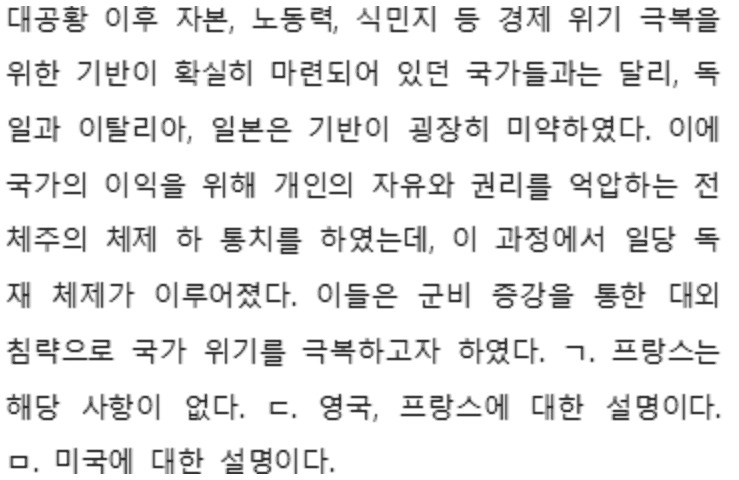 대공황 이후 자본, 노동력, 식민지 등 경제 위기 극복을
위한 기반이 확실히 마련되어 있던 국가들과는 달리, 독
일과 이탈리아, 일본은 기반이 굉장히 미약하였다. 이에
국가의 이익을 위해 개인의 자유와 권리를 억압하는 전
체주의 체제 하 통치를 하였는데, 이 과정에서 일당 독
재 체제가 이루어졌다. 이들은 군비 증강을 통한 대외
침략으로 국가 위기를 극복하고자 하였다. ㄱ. 프랑스는
해당 사항이 없다. ㄷ. 영국, 프랑스에 대한 설명이다.
ㅁ. 미국에 대한 설명이다.